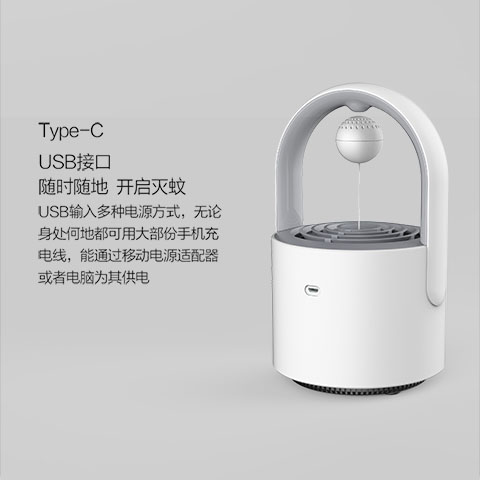 Type-C
USB接口
随时随地 开启灭蚊
USB输入多种电源方式，无论
身处何地都可用大部份手机充
电线，能通过移动电源适配器
或者电脑为其供电